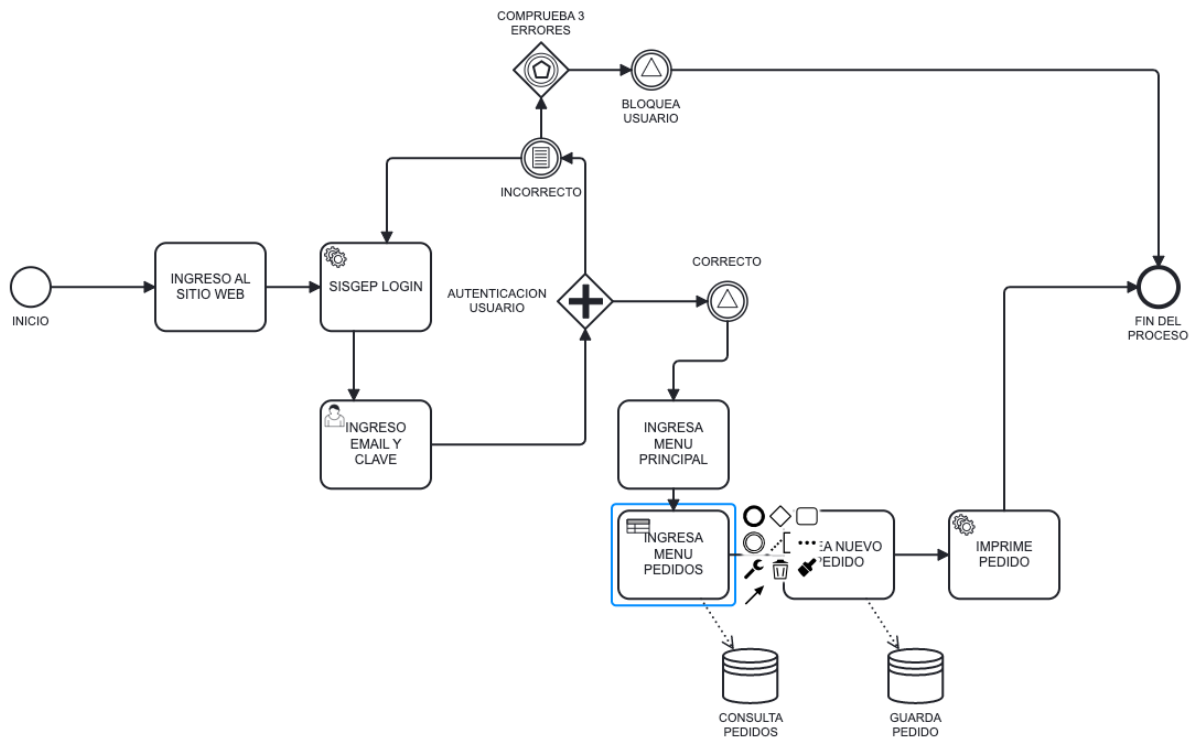 COMPRUEBA 3
ERRORES
BLOQUEA
USUARIO
INCORRECTO
INGRESO AL
SITIO WEB
SISGEP LOGIN
AUTENTICACION
USUARIO
CORRECTO
INICIO
FIN DEL
PROCESO
INGRESO
EMAIL Y
CLAVE
INGRESA
MENU
PRINCIPAL
INGRESA
MENU
PEDIDOS
NUEVO
IMPRIME
PEDIDO
CONSULTA
PEDIDOS
GUARDA
PEDIDO